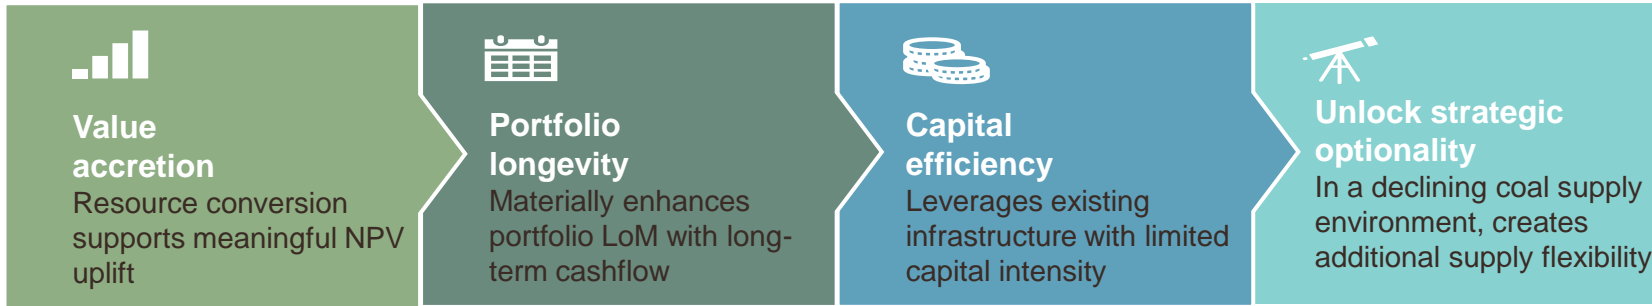 Value
accretion
Resource conversion
supports meaningful NPV
uplift
Portfolio
longevity
Materially enhances
portfolio LoM with long-
term cashflow
Capital
efficiency
Leverages existing
infrastructure with limited
capital intensity
Unlock strategic
optionality
In a declining coal supply
environment, creates
additional supply flexibility